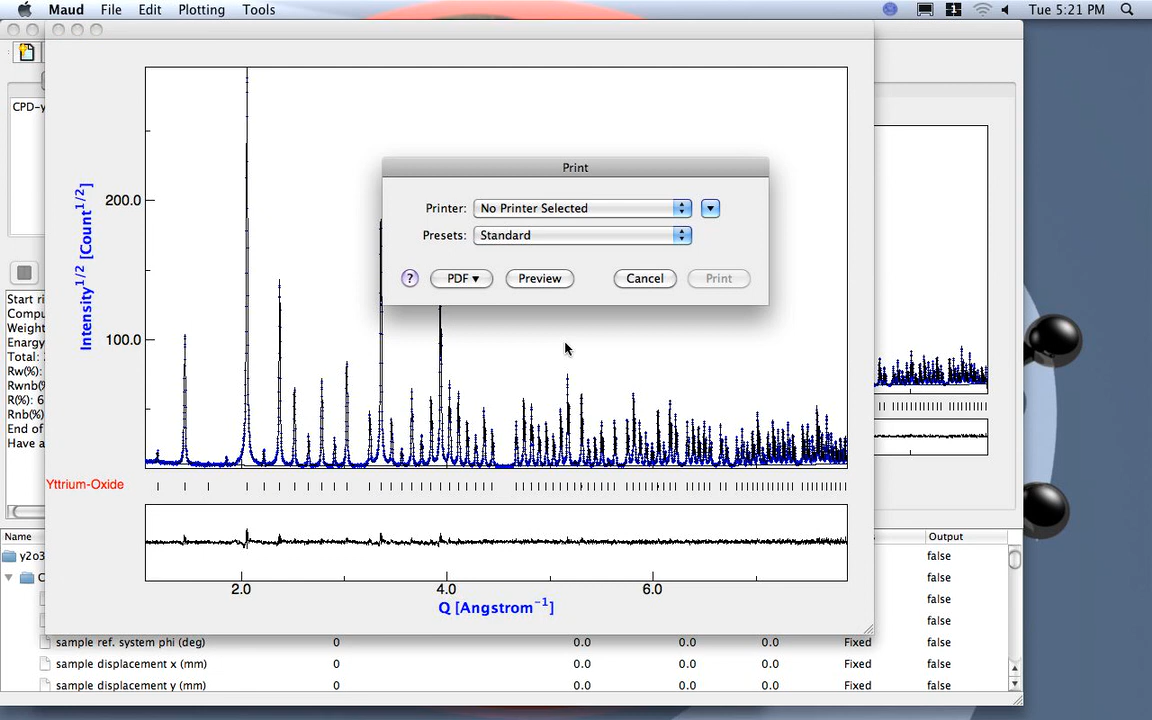 Maud File Edit Plotting Tools
1 Tue 5:21 PM
CPD-y
Intensity1/2 [Count1/2]
200.0
100.0
Print
Printer: No Printer Selected
Presets: Standard
? PDF▼ Preview Cancel Print
Start ri
Compu
Weight
Energy
Total:
Rw(%):
Rwnb(%
R(%): 6
Rnb(%)
End of
Have a
Yttrium-Oxide
2.0 4.0 6.0
Q [Angstrom−1]
Name Output
y2o3 false
C false
false
false
sample ref. system phi (deg) 0 0.0 0.0 0.0 Fixed false
sample displacement x (mm) 0 0.0 0.0 0.0 Fixed false
sample displacement y (mm) 0 0.0 0.0 0.0 Fixed false